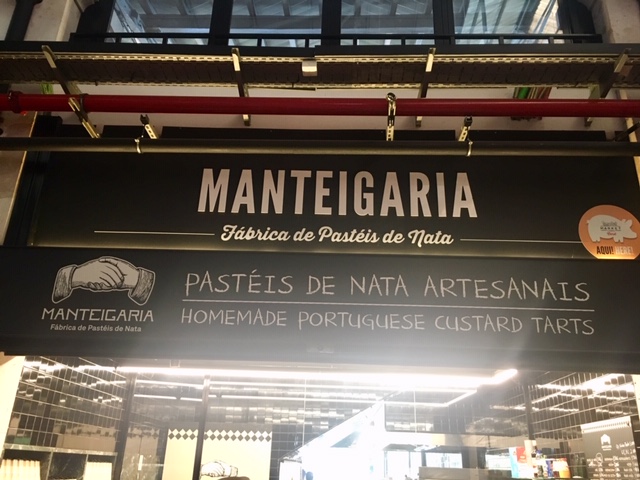 MANTEIGARIA
Fábrica de Pastéis de Nata
AQUI!
MANTEIGARIA
Fábrica de Pastéis de Nata
PASTÉIS DE NATA ARTESANAIS
HOMEMADE PORTUGUESE CUSTARD TARTS